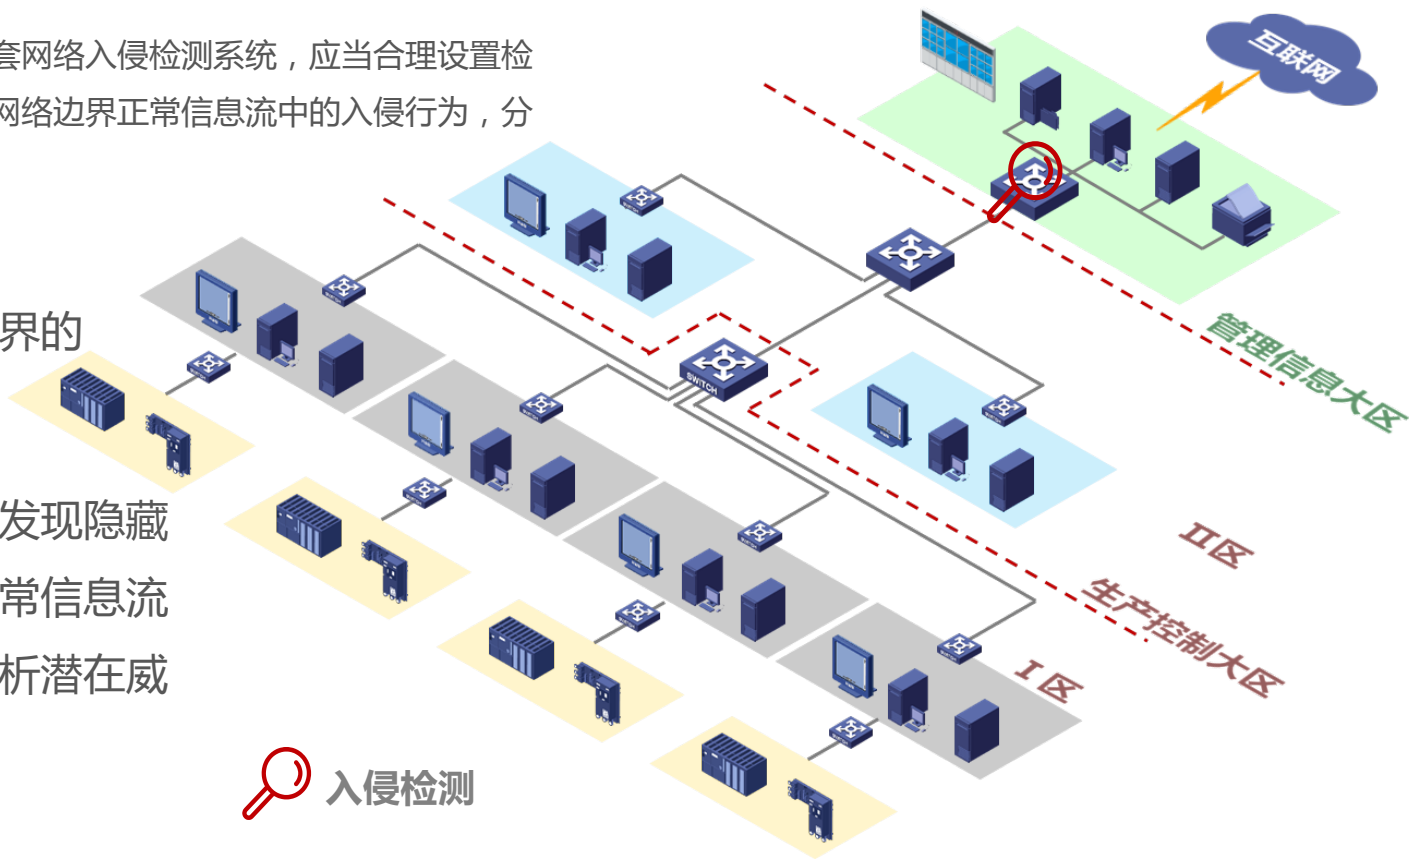 套网络入侵检测系统，应当合理设置检
网络边界正常信息流中的入侵行为，分
互联网
界的
管理信息大区
SWITCH
发现隐藏
常信息流
析潜在威
II区
生产控制大区
I区
入侵检测